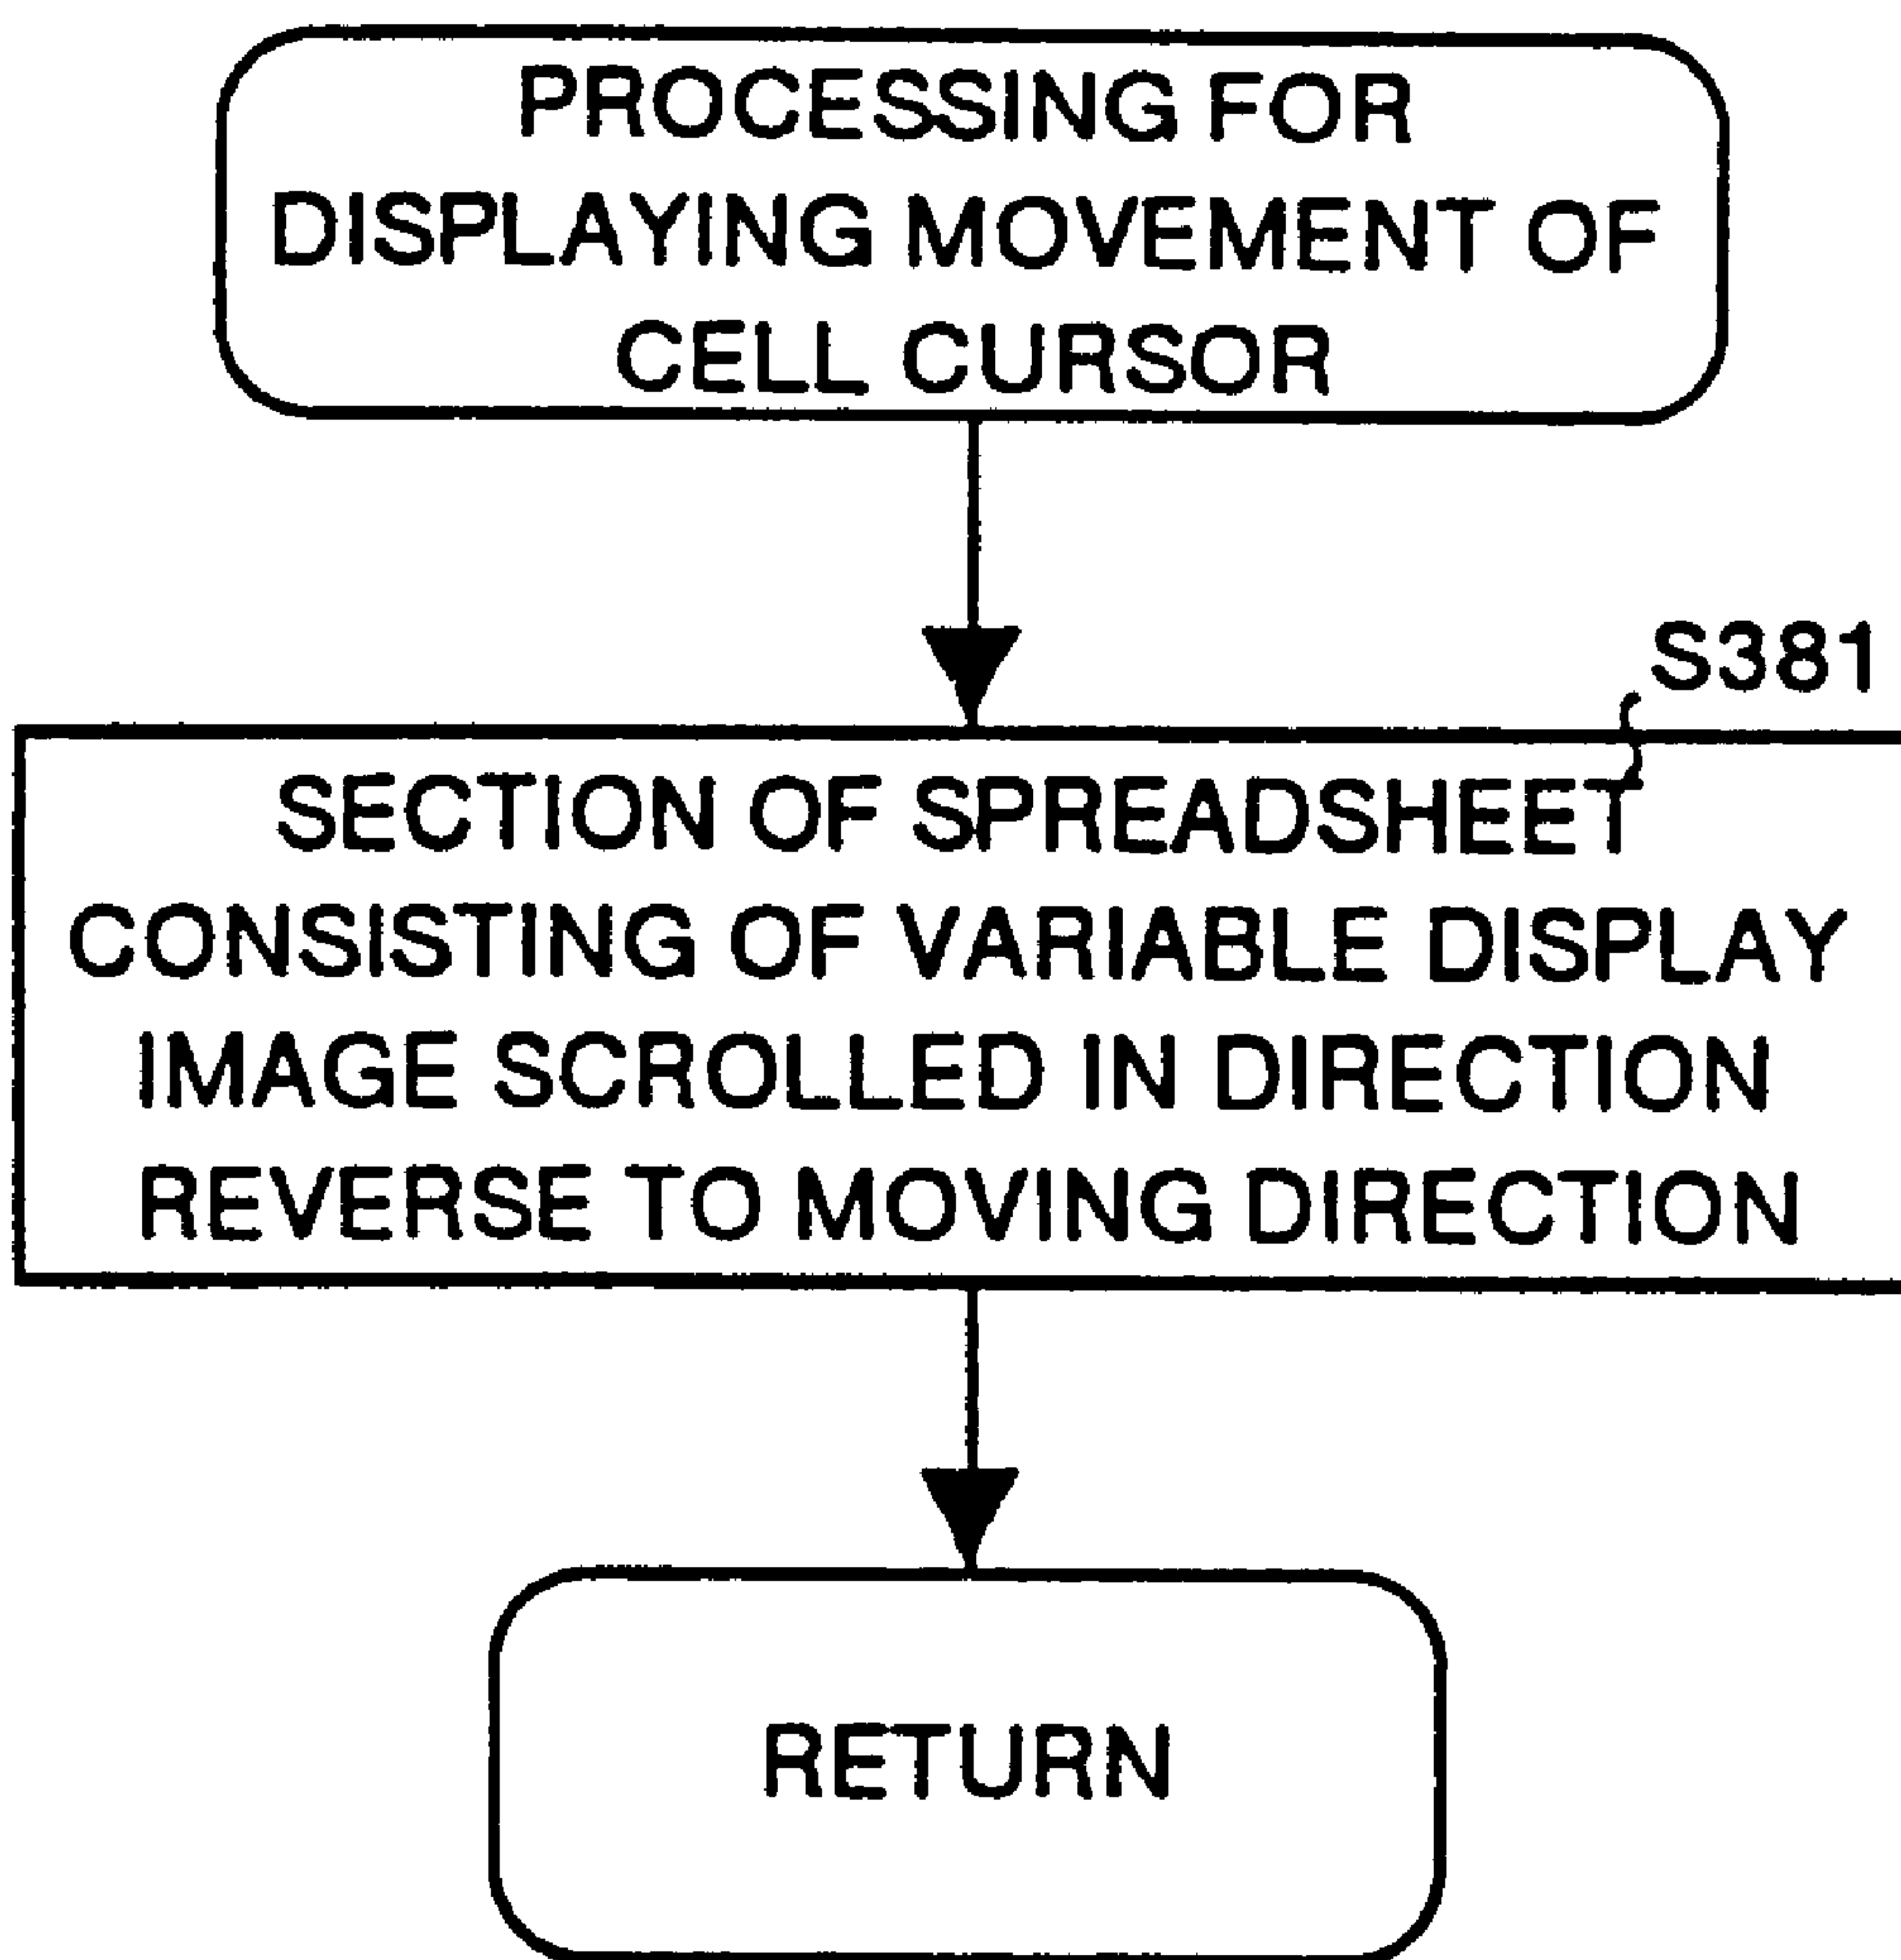 PROCESSING FOR
DISPLAYING MOVEMENT OF
CELL CURSOR
S381
SECTION OF SPREADSHEET
CONSISTING OF VARIABLE DISPLAY
IMAGE SCROLLED IN DIRECTION
REVERSE TO MOVING DIRECTION
RETURN